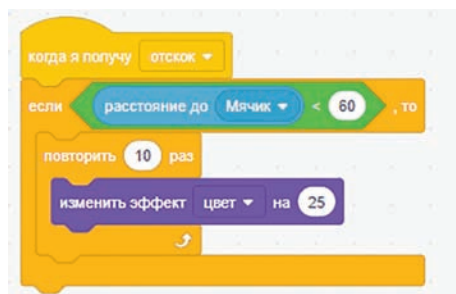 когда я получу отскок
если расстояние до Мячик < 60 , то
повторить 10 раз
изменить эффект цвет на 25